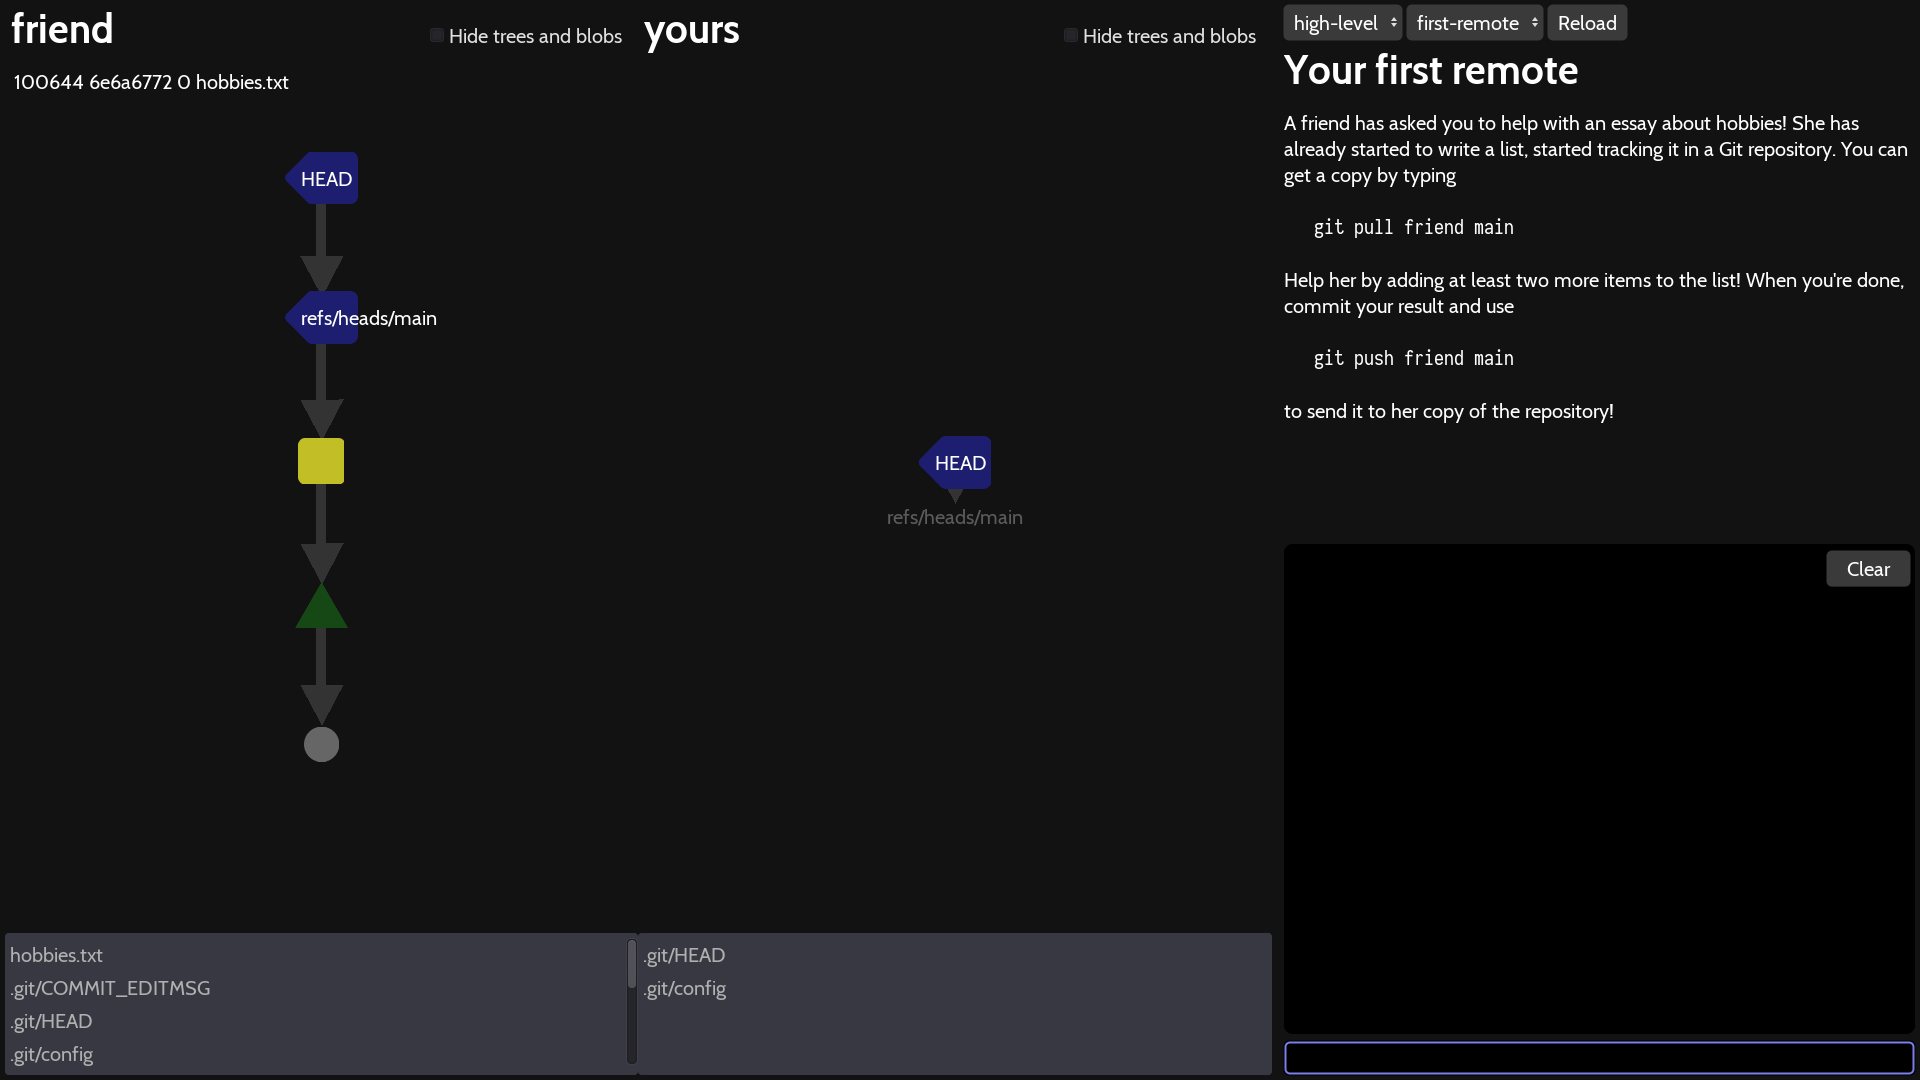 friend
Hide trees and blobs
100644 6e6a6772 0 hobbies.txt
HEAD
refs/heads/main
hobbies.txt
.git/COMMIT_EDITMSG
.git/HEAD
.git/config
yours
Hide trees and blobs
HEAD
refs/heads/main
.git/HEAD
.git/config
high-level
first-remote
Reload
Your first remote
A friend has asked you to help with an essay about hobbies! She has
already started to write a list, started tracking it in a Git repository. You can
get a copy by typing
git pull friend main
Help her by adding at least two more items to the list! When you're done,
commit your result and use
git push friend main
to send it to her copy of the repository!
Clear